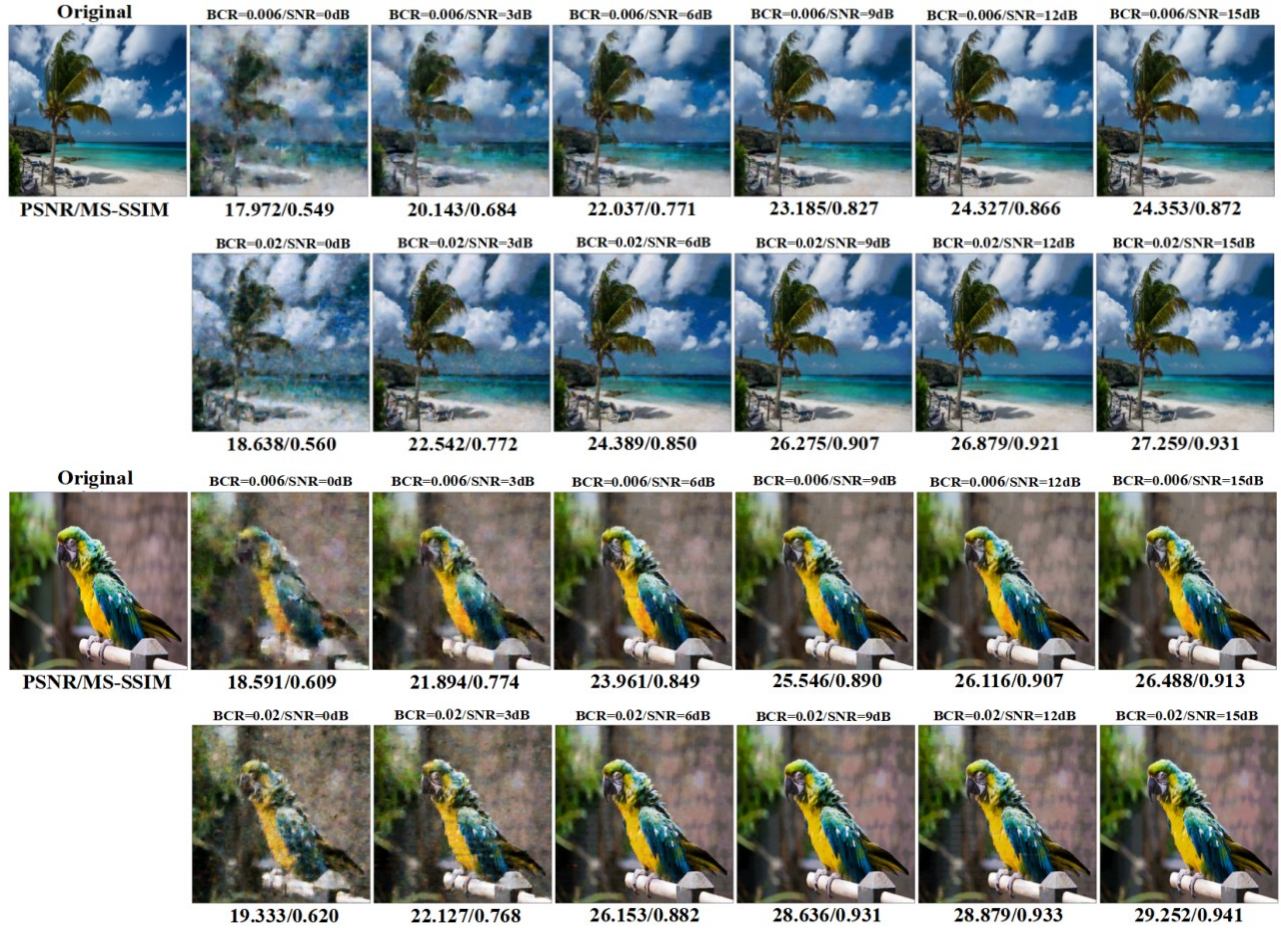 Original BCR=0.006/SNR=0dB BCR=0.006/SNR=3dB BCR=0.006/SNR=6dB BCR=0.006/SNR=9dB BCR=0.006/SNR=12dB BCR=0.006/SNR=15dB
PSNR/MS-SSIM 17.972/0.549 20.143/0.684 22.037/0.771 23.185/0.827 24.327/0.866 24.353/0.872
BCR=0.02/SNR=0dB BCR=0.02/SNR=3dB BCR=0.02/SNR=6dB BCR=0.02/SNR=9dB BCR=0.02/SNR=12dB BCR=0.02/SNR=15dB
18.638/0.560 22.542/0.772 24.389/0.850 26.275/0.907 26.879/0.921 27.259/0.931
Original BCR=0.006/SNR=0dB BCR=0.006/SNR=3dB BCR=0.006/SNR=6dB BCR=0.006/SNR=9dB BCR=0.006/SNR=12dB BCR=0.006/SNR=15dB
PSNR/MS-SSIM 18.591/0.609 21.894/0.774 23.961/0.849 25.546/0.890 26.116/0.907 26.488/0.913
BCR=0.02/SNR=0dB BCR=0.02/SNR=3dB BCR=0.02/SNR=6dB BCR=0.02/SNR=9dB BCR=0.02/SNR=12dB BCR=0.02/SNR=15dB
19.333/0.620 22.127/0.768 26.153/0.882 28.636/0.931 28.879/0.933 29.252/0.941